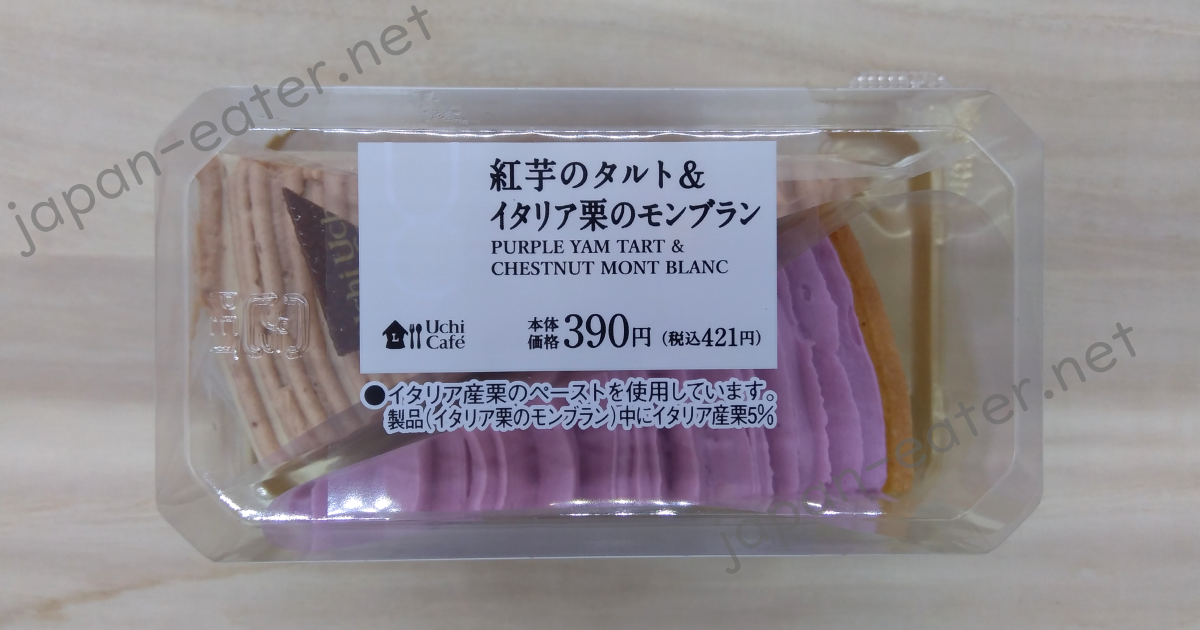 japan-eater.net
紅芋のタルト&
イタリア栗のモンブラン
PURPLE YAM TART &
CHESTNUT MONT BLANC
L Uchi Café
本体価格 390円 (税込421円)
●イタリア産栗のペーストを使用しています。
製品(イタリア栗のモンブラン)中にイタリア産栗5%
japan-eater.net